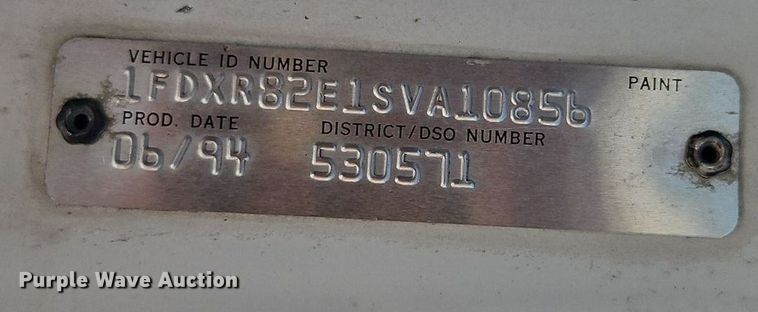 VEHICLE ID NUMBER
1FDXR82E1SVA10856
PAINT
PROD. DATE DISTRICT/DSO NUMBER
06/94 530571
Purple Wave Auction